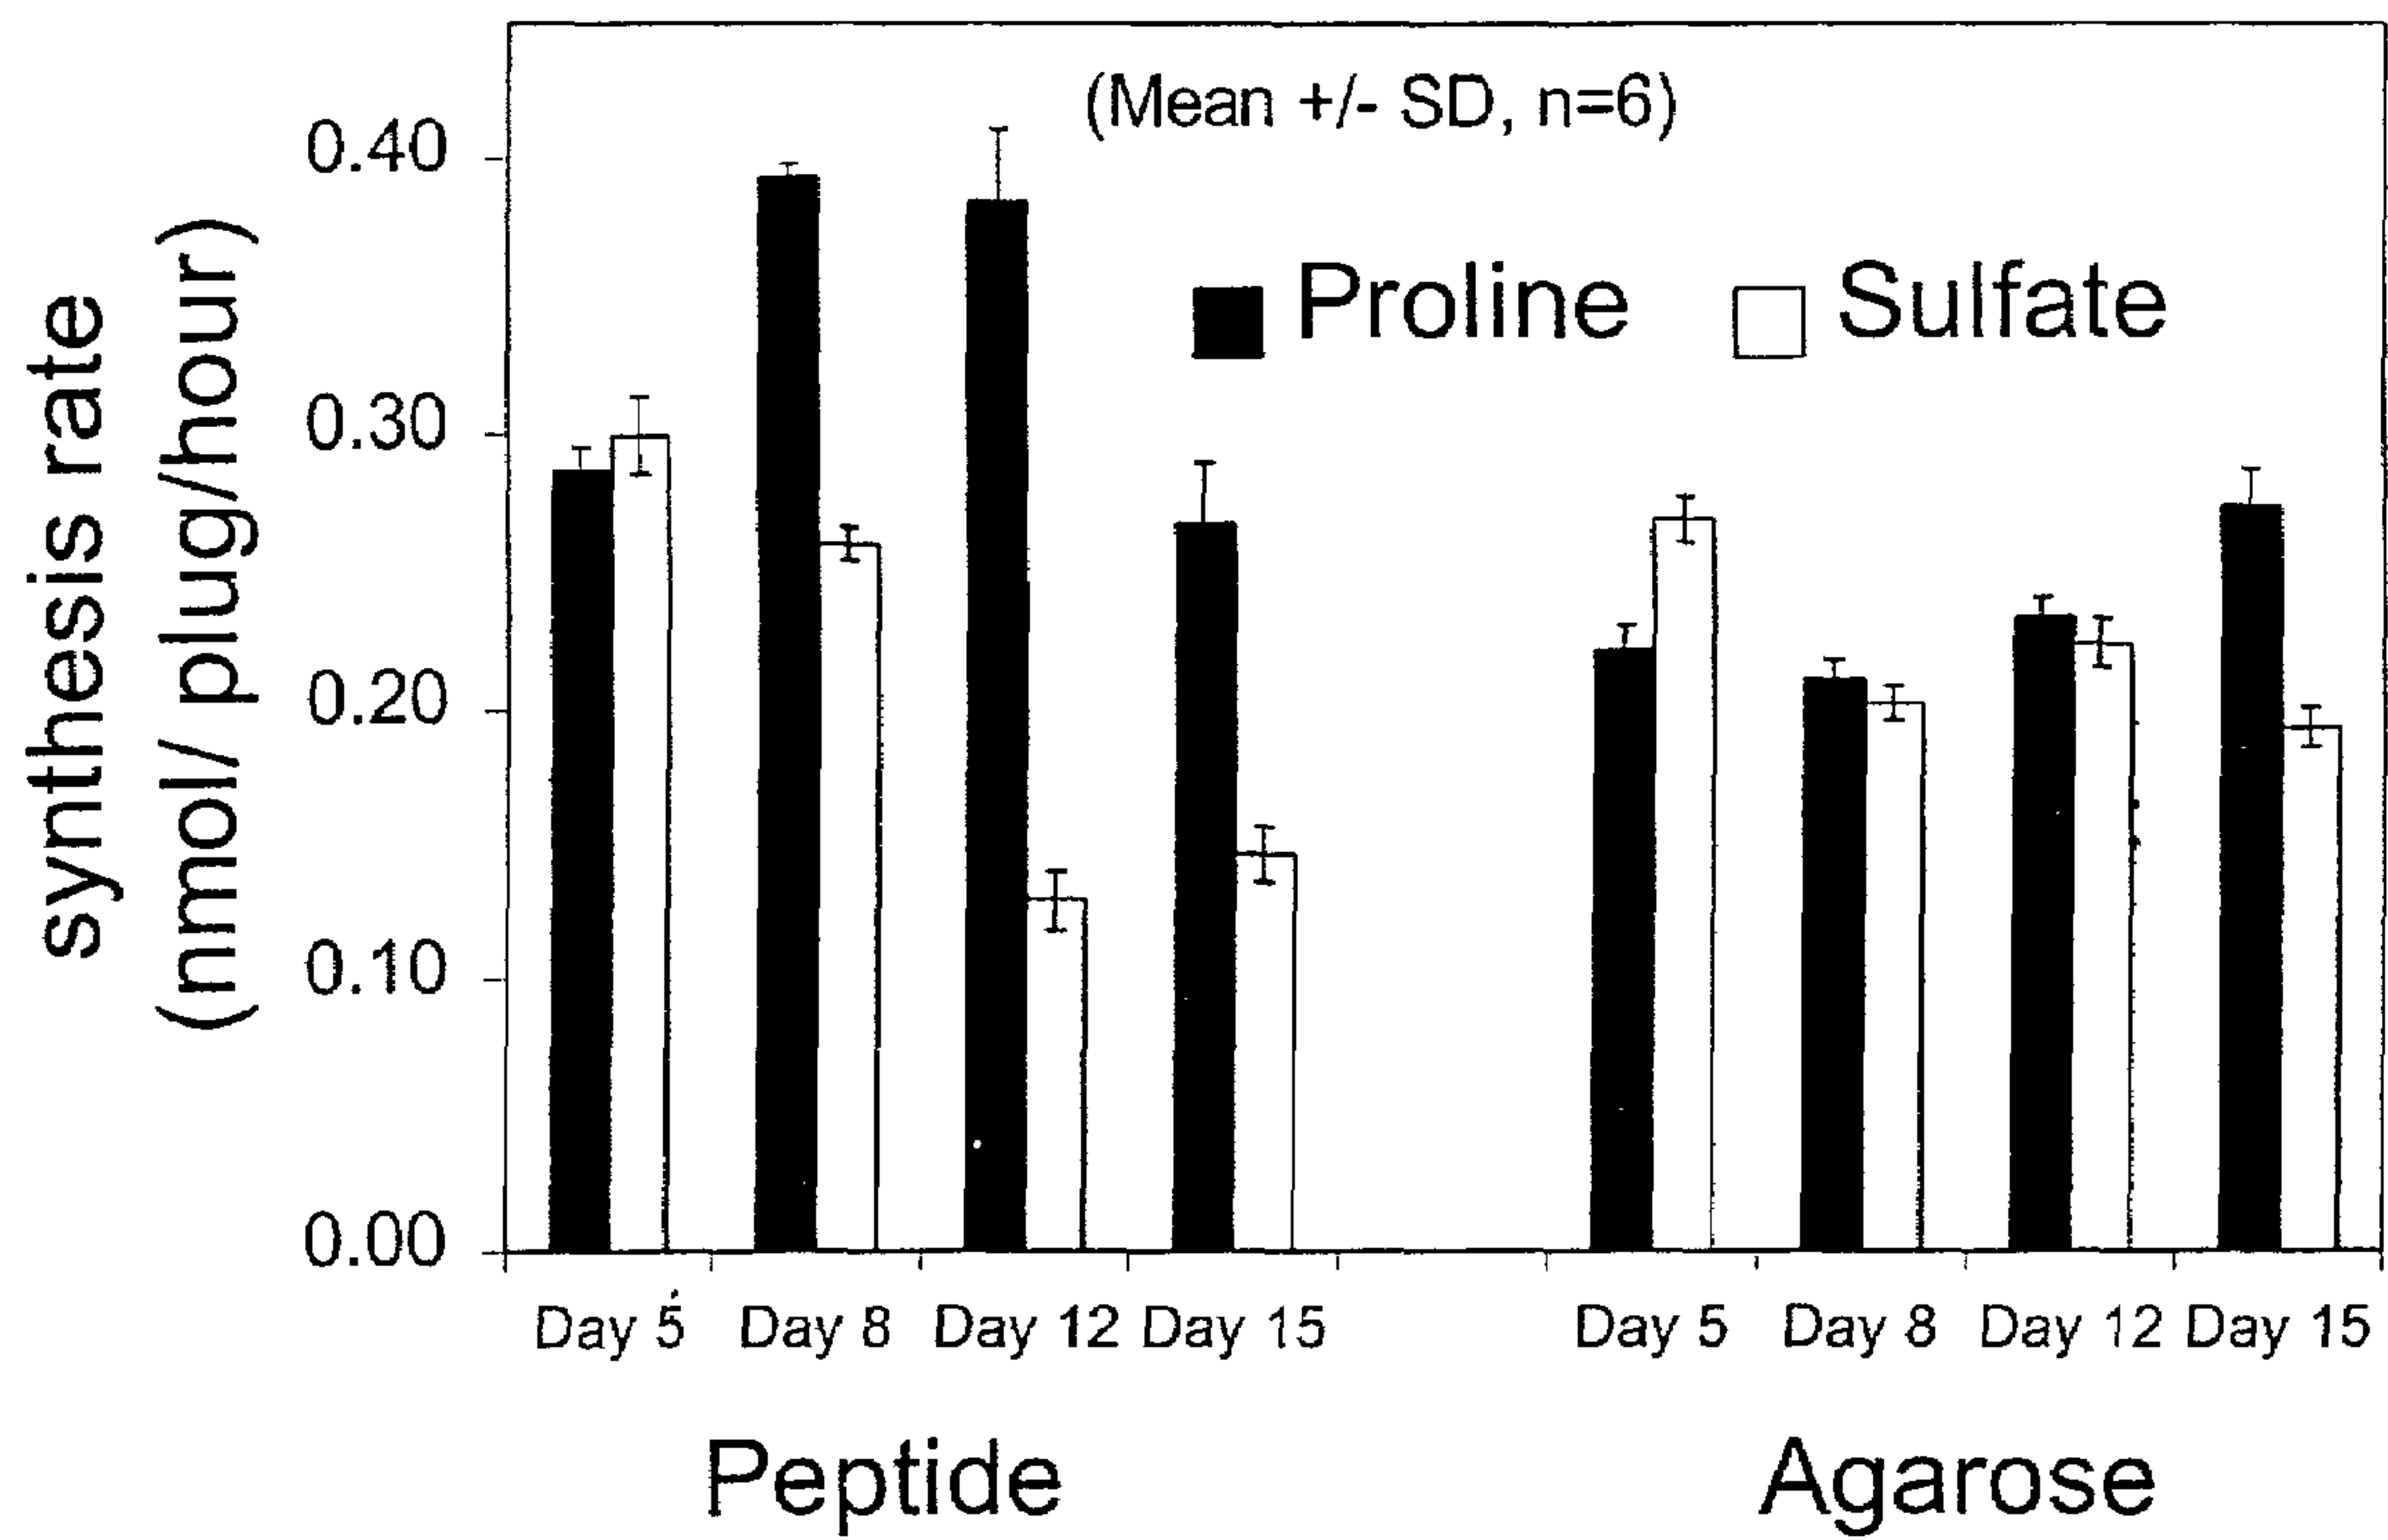 synthesis rate
(nmol/ plug/hour)
(Mean +/- SD, n=6)
Proline
Sulfate
0.40
0.30
0.20
0.10
0.00
Day 5 Day 8 Day 12 Day 15 Day 5 Day 8 Day 12 Day 15
Peptide Agarose